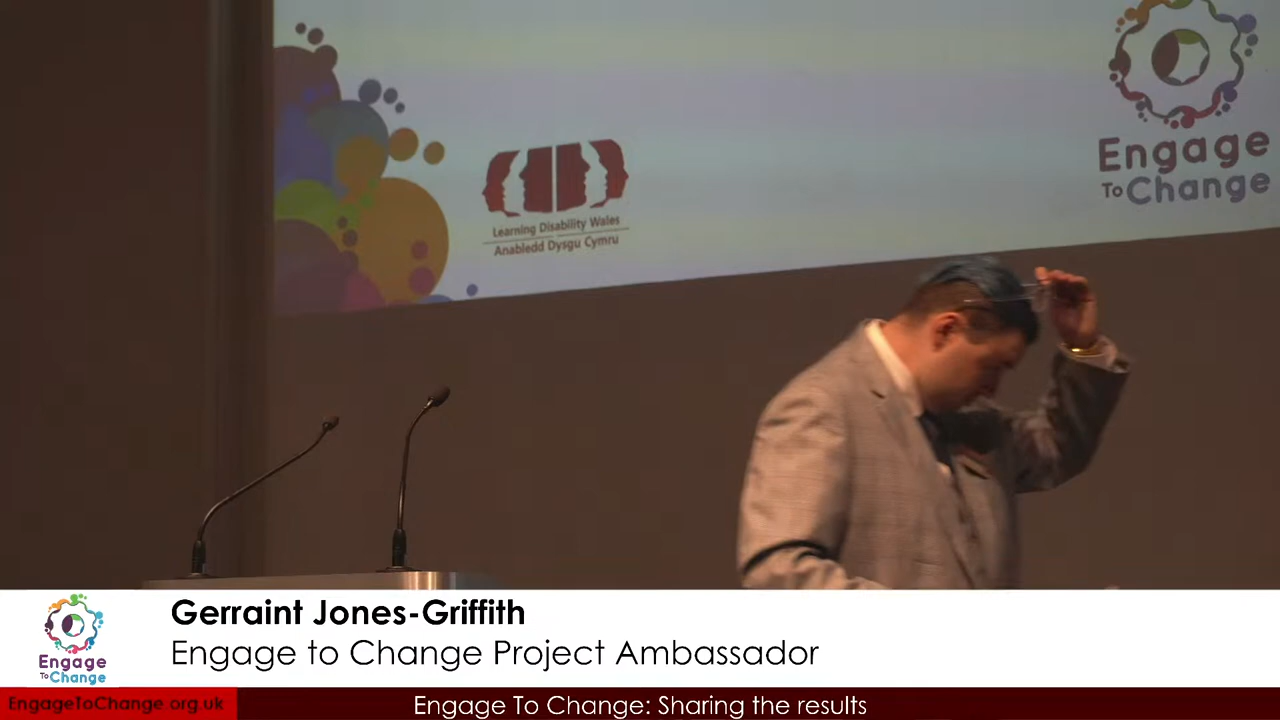 Engage
To Change
Learning Disability Wales
Anabledd Dysgu Cymru
Gerraint Jones-Griffith
Engage to Change Project Ambassador
Engage
To Change
EngageToChange.org.uk
Engage To Change: Sharing the results